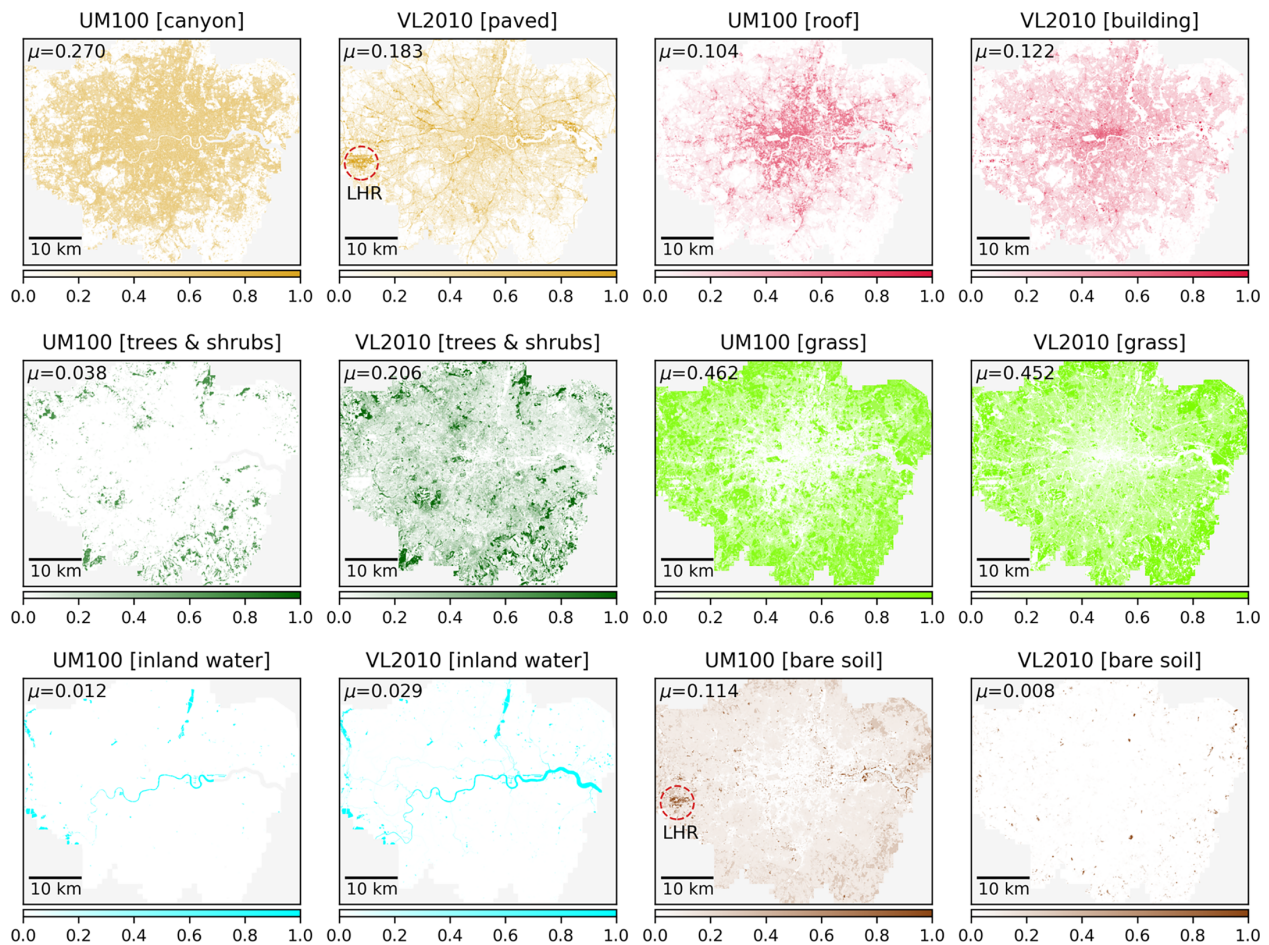 UM100 [canyon]
VL2010 [paved]
UM100 [roof]
VL2010 [building]
μ=0.270
μ=0.183
μ=0.104
μ=0.122
LHR
10 km
10 km
10 km
10 km
0.0 0.2 0.4 0.6 0.8 1.0
0.0 0.2 0.4 0.6 0.8 1.0
0.0 0.2 0.4 0.6 0.8 1.0
0.0 0.2 0.4 0.6 0.8 1.0
UM100 [trees & shrubs]
VL2010 [trees & shrubs]
UM100 [grass]
VL2010 [grass]
μ=0.038
μ=0.206
μ=0.462
μ=0.452
10 km
10 km
10 km
10 km
0.0 0.2 0.4 0.6 0.8 1.0
0.0 0.2 0.4 0.6 0.8 1.0
0.0 0.2 0.4 0.6 0.8 1.0
0.0 0.2 0.4 0.6 0.8 1.0
UM100 [inland water]
VL2010 [inland water]
UM100 [bare soil]
VL2010 [bare soil]
μ=0.012
μ=0.029
μ=0.114
μ=0.008
LHR
10 km
10 km
10 km
10 km
0.0 0.2 0.4 0.6 0.8 1.0
0.0 0.2 0.4 0.6 0.8 1.0
0.0 0.2 0.4 0.6 0.8 1.0
0.0 0.2 0.4 0.6 0.8 1.0